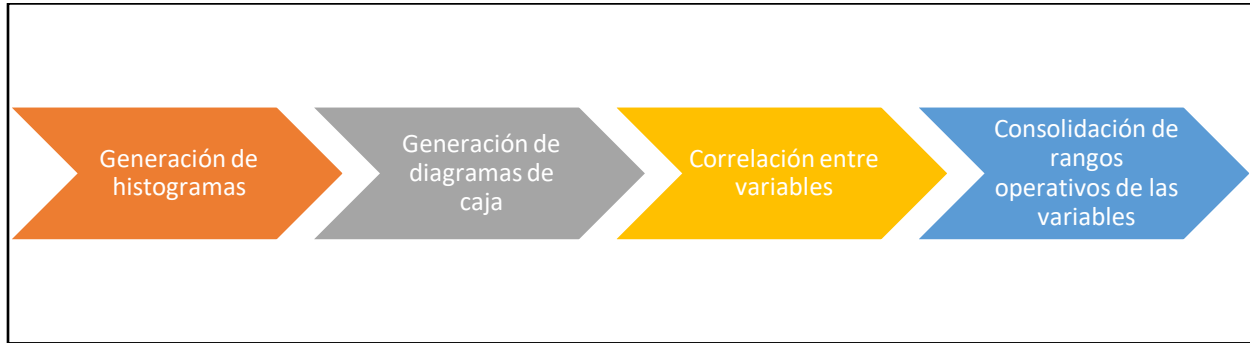 Generación de
histogramas
Generación de
diagramas de
caja
Correlación entre
variables
Consolidación de
rangos
operativos de las
variables